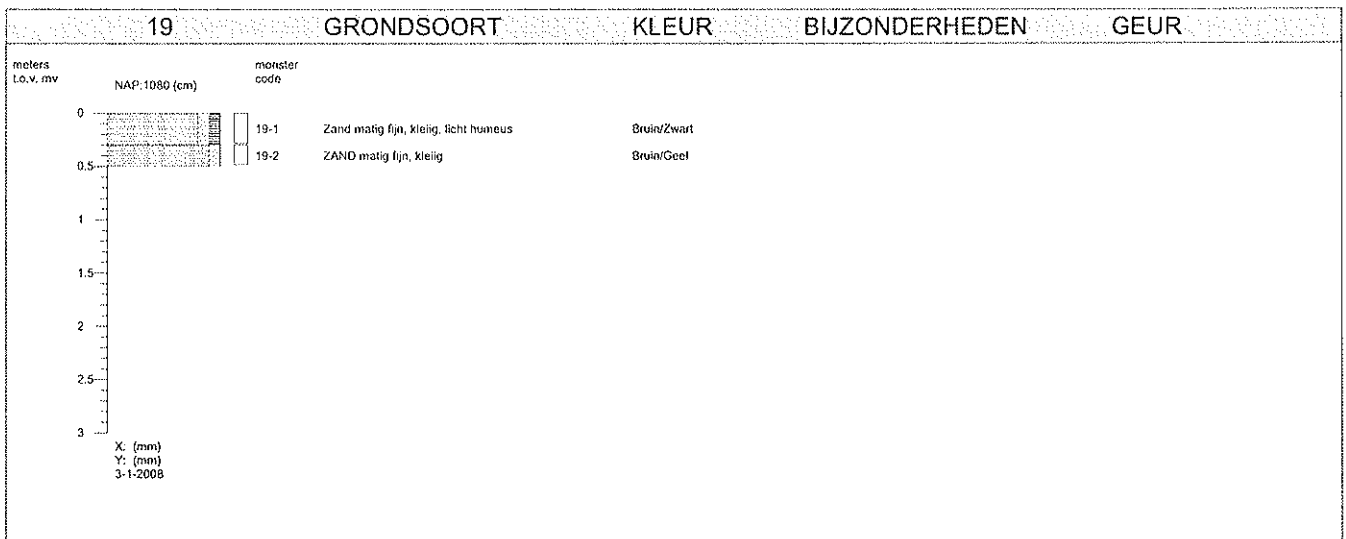 19 GRONDSOORT KLEUR BIJZONDERHEDEN GEUR
meters monster
t.o.v. mv NAP:1080 (cm) code
0
19-1 Zand matig fijn, kleiig, licht humeus Bruin/Zwart
19-2 ZAND matig fijn, kleiig Bruin/Geel
0.5
1
1.5
2
2.5
3
X: (mm)
Y: (mm)
3-1-2008